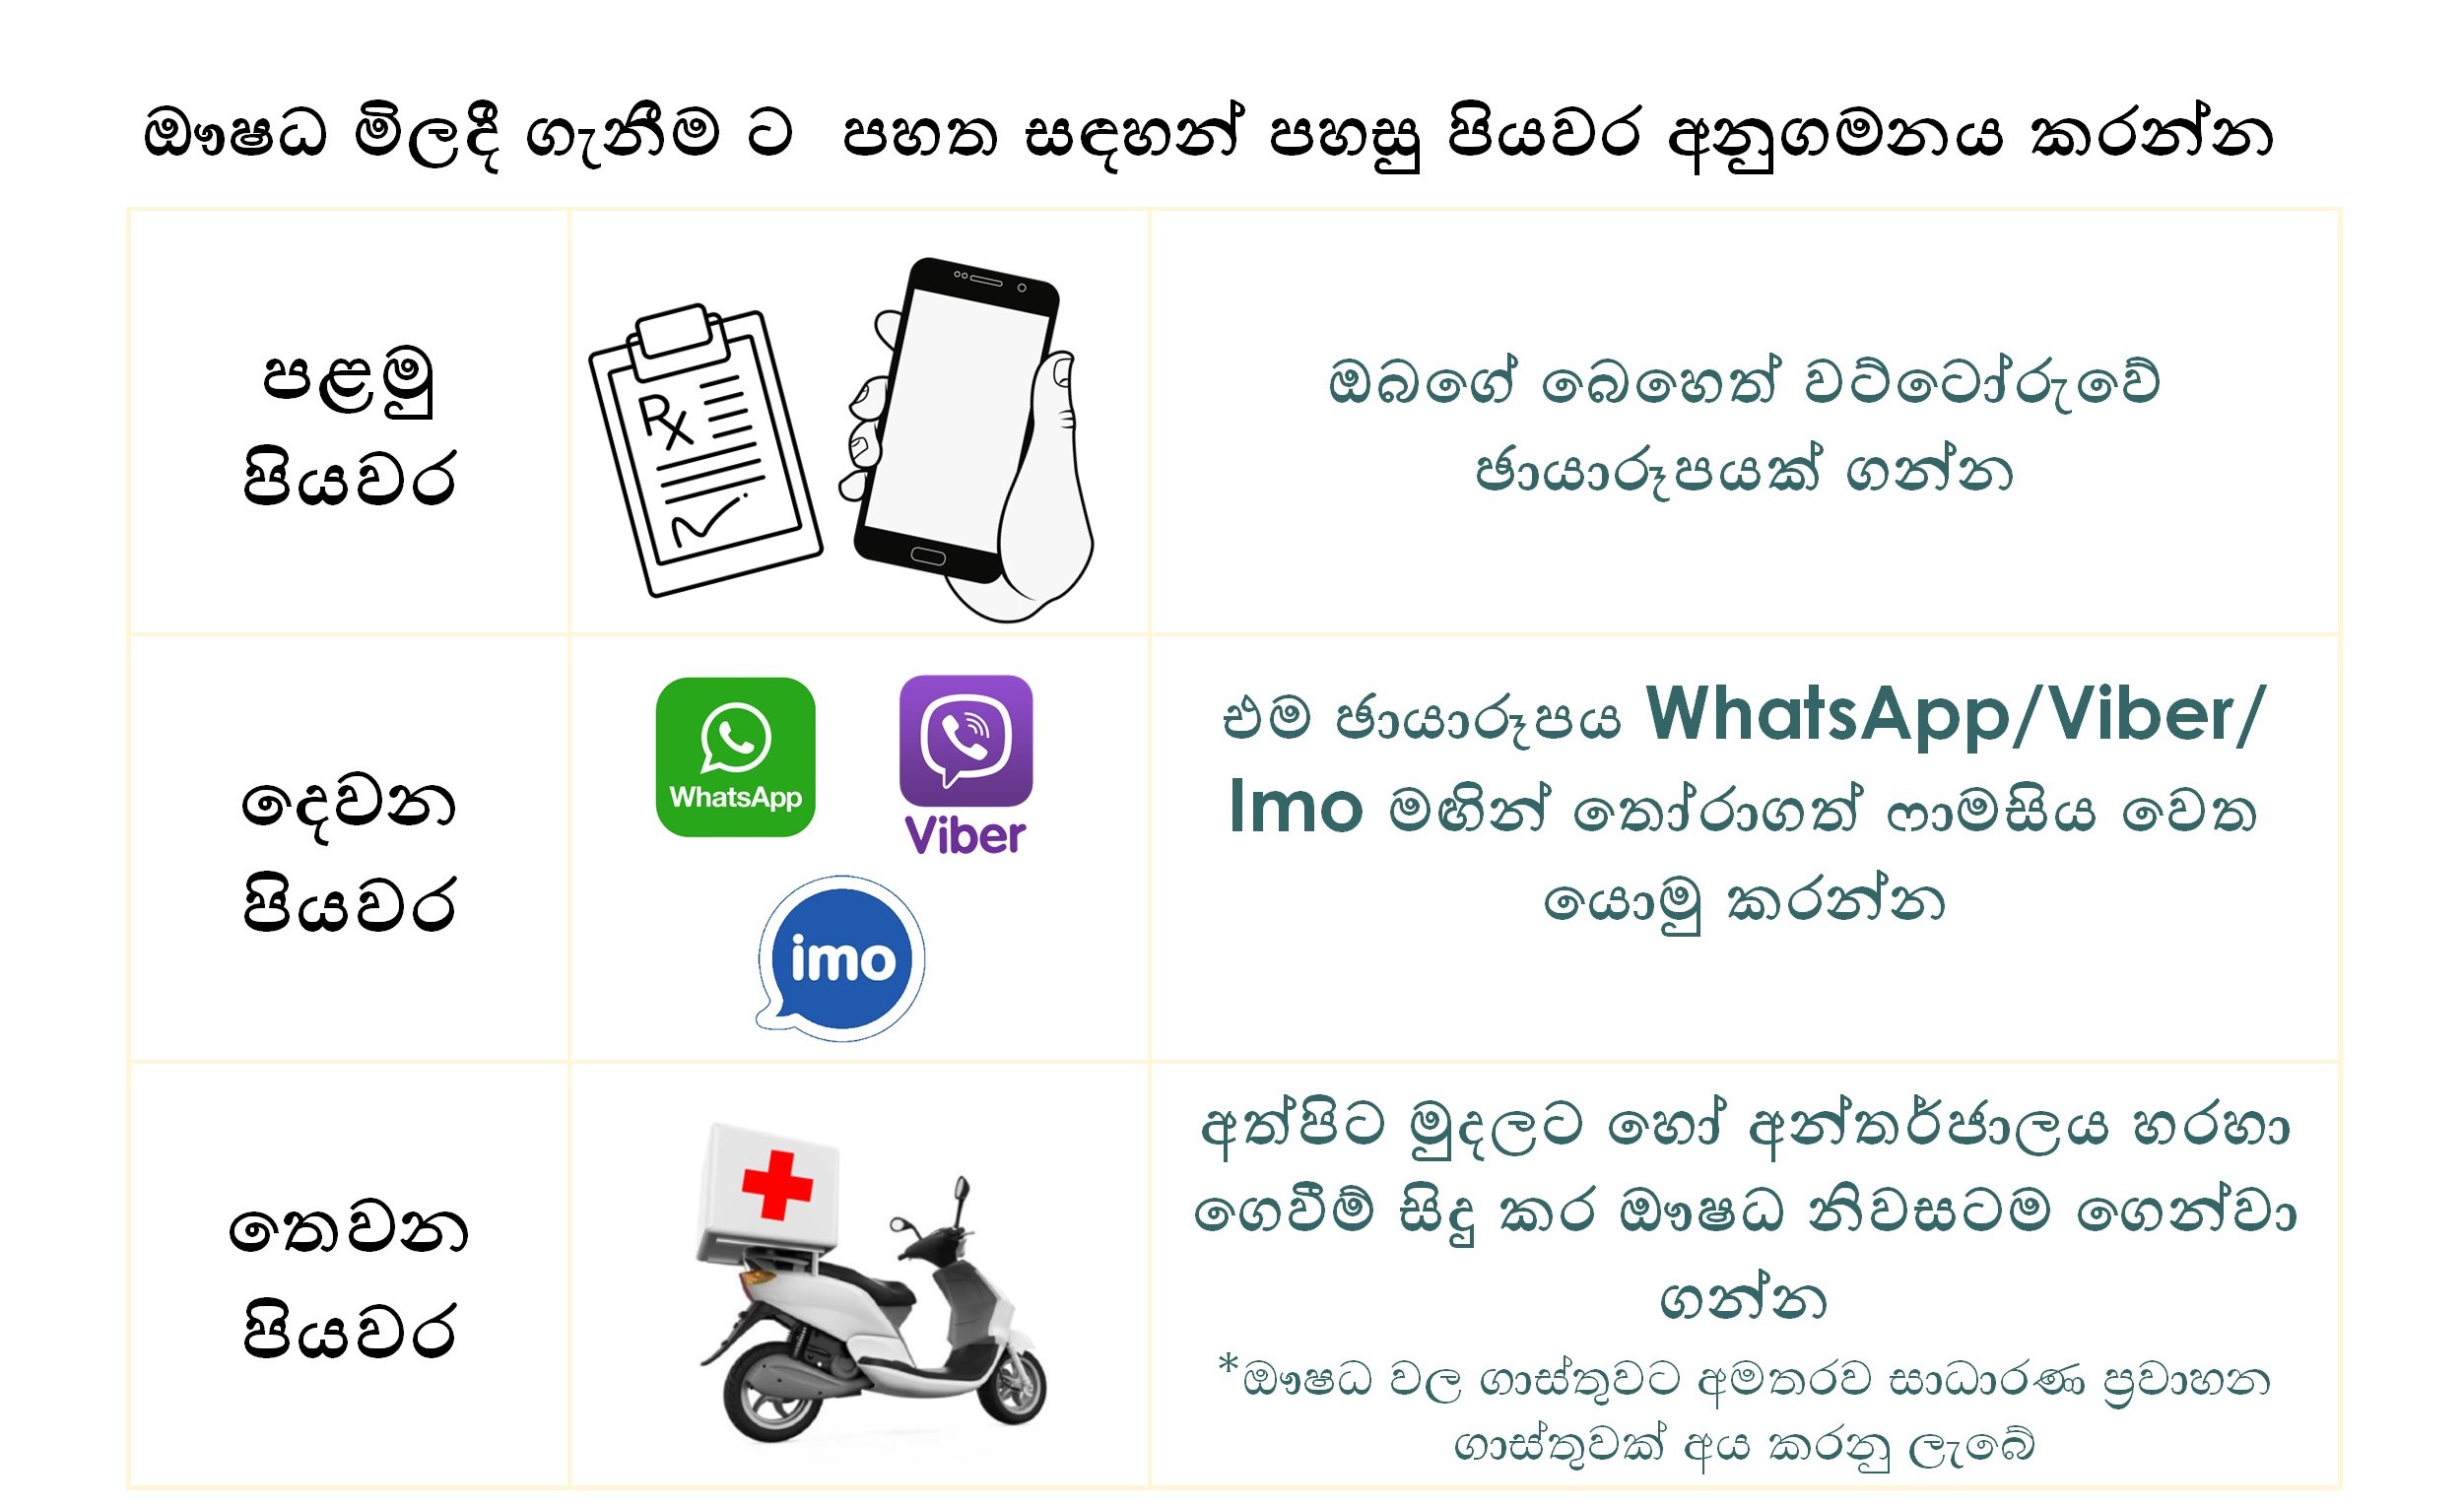 ඖෂධ මිලදී ගැනීම ට පහත සඳහන් පහසු පියවර අනුගමනය කරන්න
පළමු
පියවර
Rx
ඔබගේ බෙහෙත් වට්ටෝරුවේ
ඡායාරූපයක් ගන්න
දෙවන
පියවර
WhatsApp
Viber
imo
එම ඡායාරූපය WhatsApp/Viber/
Imo මඟින් තෝරාගත් ෆාමසිය වෙත
යොමු කරන්න
තෙවන
පියවර
අත්පිට මුදලට හෝ අන්තර්ජාලය හරහා
ගෙවීම් සිදු කර ඖෂධ නිවසටම ගෙන්වා
ගන්න
*ඖෂධ වල ගාස්තුවට අමතරව සාධාරණ ප්‍රවාහන
ගාස්තුවක් අය කරනු ලැබේ